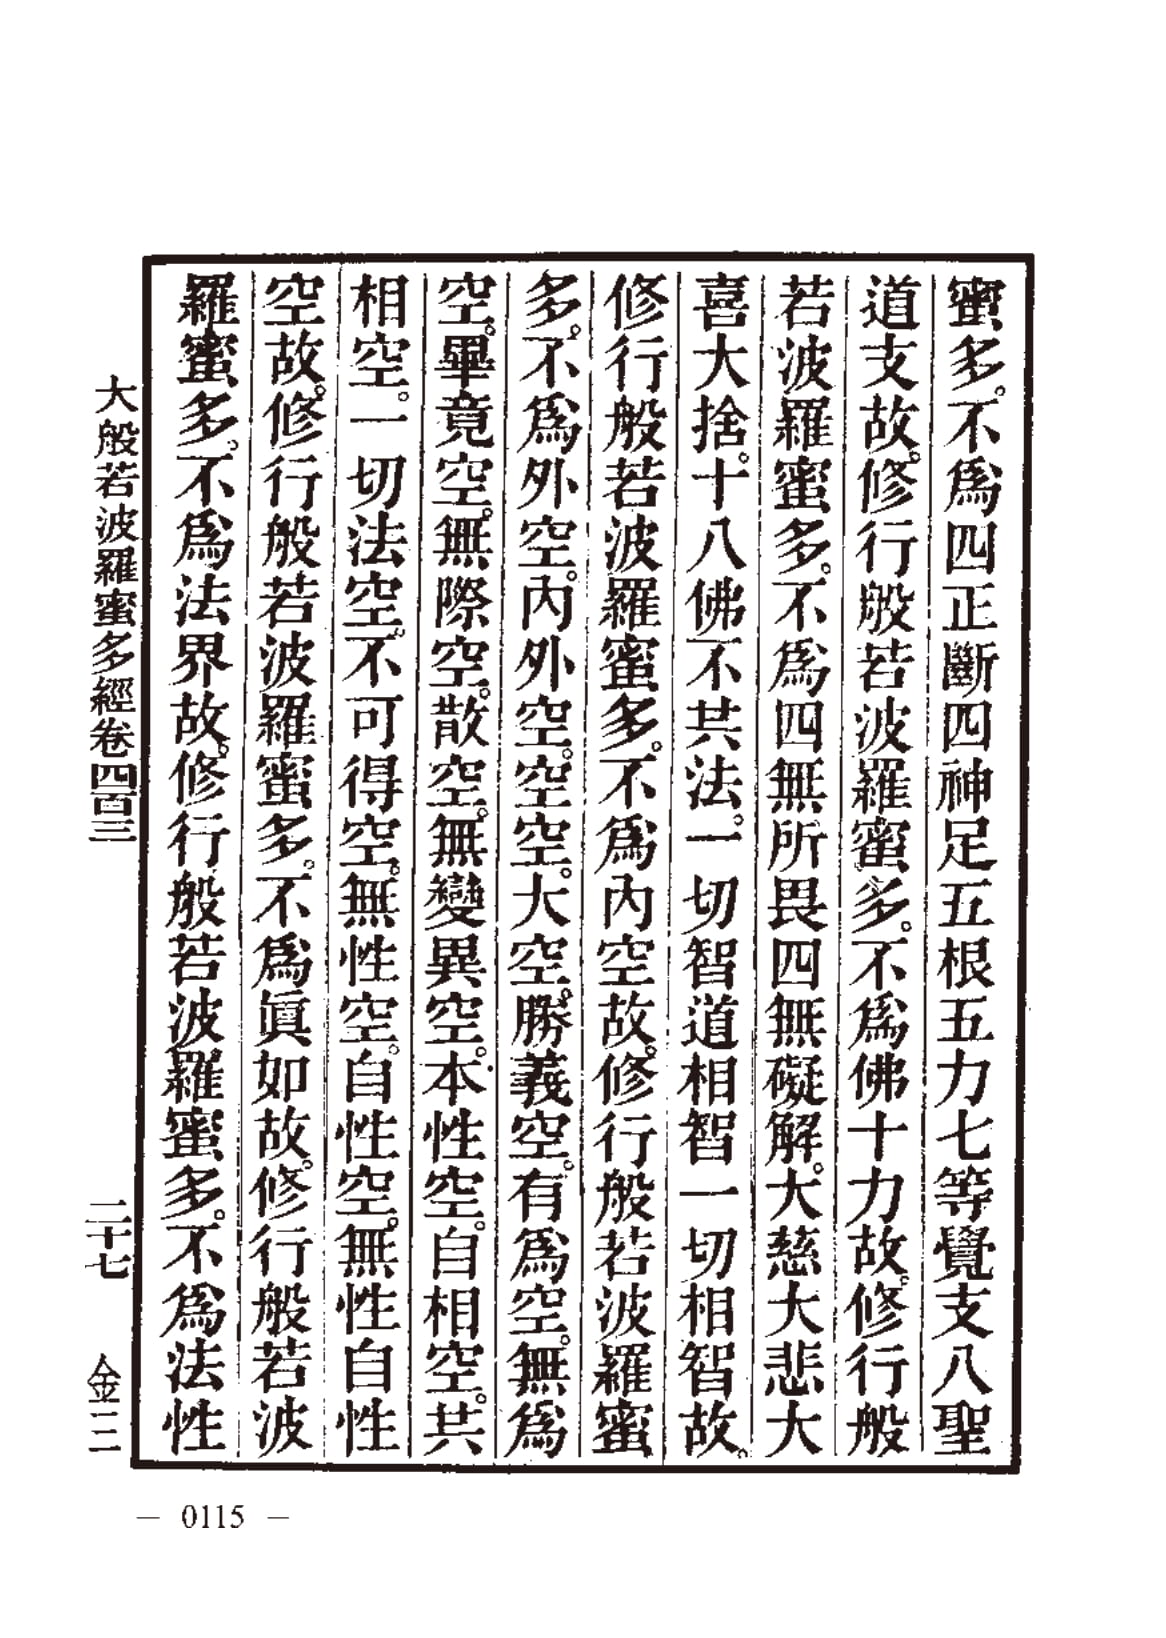 蜜多。不爲四正斷四神足五根五力七等覺支八聖
道支故。修行般若波羅蜜多。不爲佛十力故。修行般
若波羅蜜多。不爲四無所畏四無礙解。大慈大悲大
喜大捨。十八佛不共法。一切智道相智一切相智故。
修行般若波羅蜜多。不爲內空故。修行般若波羅蜜
多。不爲外空。內外空。空空。大空。勝義空。有爲空。無爲
空。畢竟空。無際空。散空。無變異空。本性空。自相空。共
相空。一切法空。不可得空。無性空。自性空。無性自性
空故。修行般若波羅蜜多。不爲眞如故。修行般若波
羅蜜多。不爲法界故。修行般若波羅蜜多。不爲法性
大般若波羅蜜多經卷四百三 二十七 金三
— 0115 —